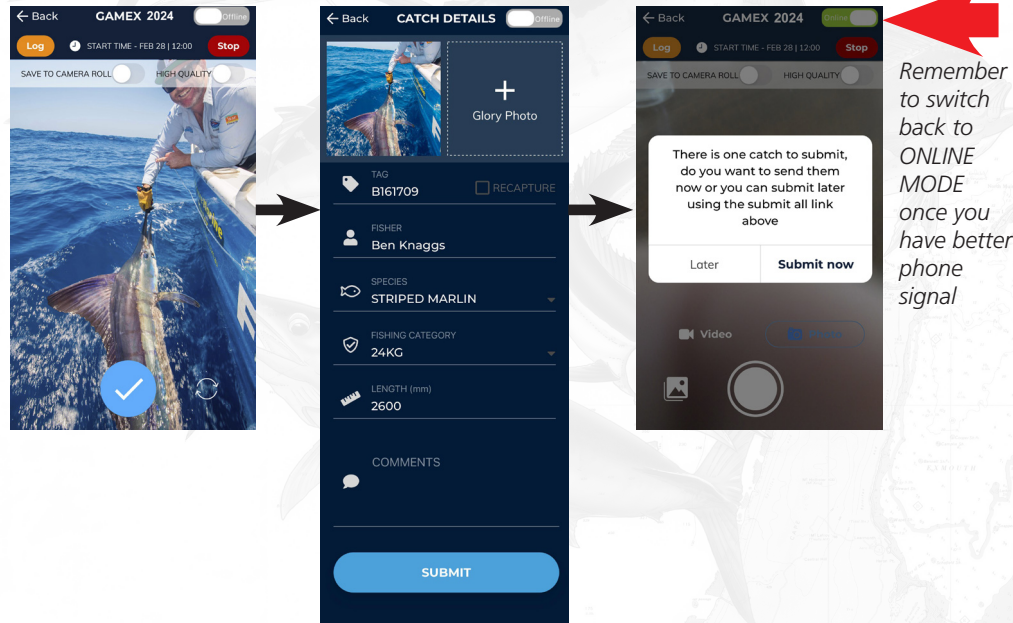 ← Back GAMEX 2024 Offline
Log START TIME - FEB 28 | 12:00 Stop
SAVE TO CAMERA ROLL HIGH QUALITY
← Back CATCH DETAILS Offline
+
Glory Photo
TAG
B161709 RECAPTURE
FISHER
Ben Knaggs
SPECIES
STRIPED MARLIN
FISHING CATEGORY
24KG
LENGTH (mm)
2600
COMMENTS
SUBMIT
← Back GAMEX 2024 Online
Log START TIME - FEB 28 | 12:00 Stop
SAVE TO CAMERA ROLL HIGH QUALITY
There is one catch to submit,
do you want to send them
now or you can submit later
using the submit all link
above
Later Submit now
Video
Remember
to switch
back to
ONLINE
MODE
once you
have better
phone
signal